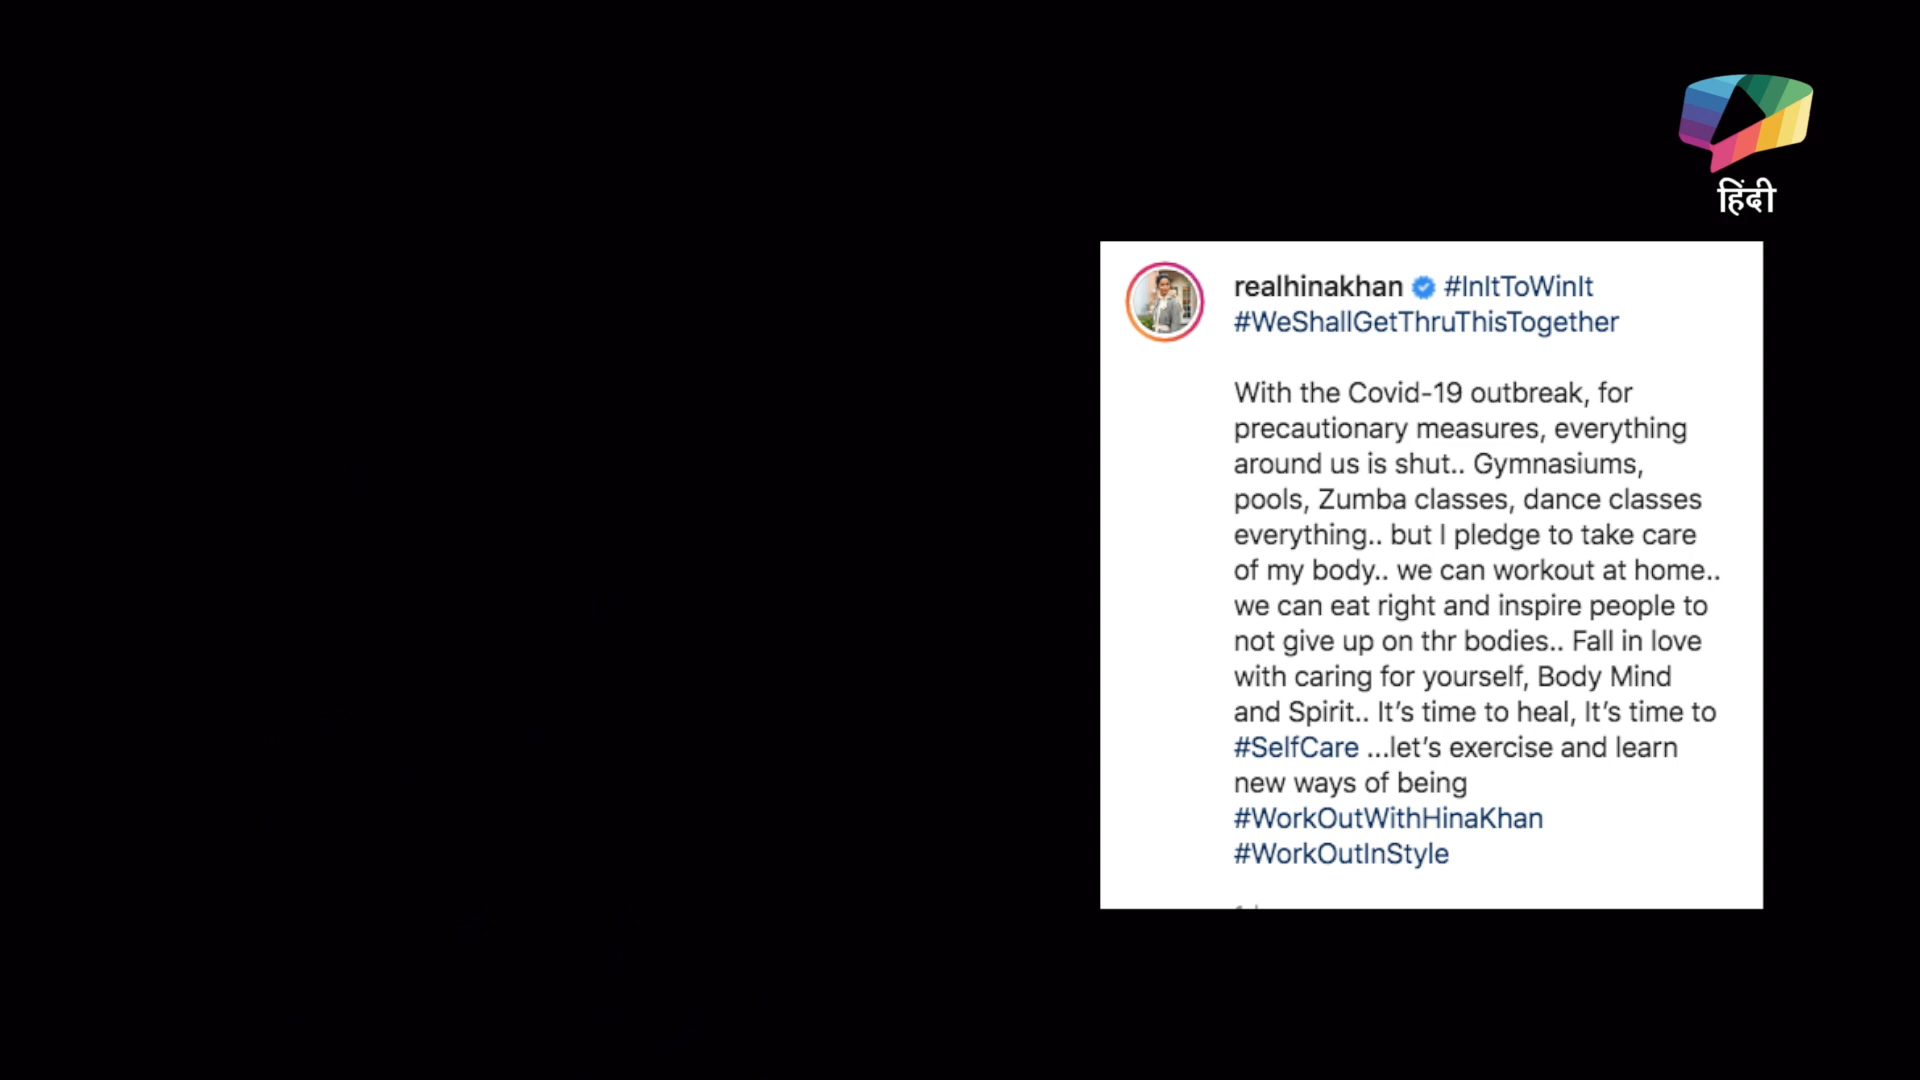 हिंदी
realhinakhan #InItToWinIt
#WeShallGetThruThisTogether
With the Covid-19 outbreak, for
precautionary measures, everything
around us is shut.. Gymnasiums,
pools, Zumba classes, dance classes
everything.. but I pledge to take care
of my body.. we can workout at home..
we can eat right and inspire people to
not give up on thr bodies.. Fall in love
with caring for yourself, Body Mind
and Spirit.. It’s time to heal, It’s time to
#SelfCare ...let’s exercise and learn
new ways of being
#WorkOutWithHinaKhan
#WorkOutInStyle